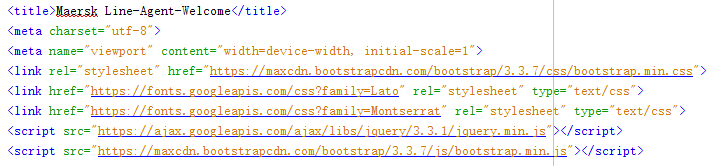 <title>Maersk Line-Agent-Welcome</title>
<meta charset="utf-8">
<meta name="viewport" content="width=device-width, initial-scale=1">
<link rel="stylesheet" href="https://maxcdn.bootstrapcdn.com/bootstrap/3.3.7/css/bootstrap.min.css">
<link href="https://fonts.googleapis.com/css?family=Lato" rel="stylesheet" type="text/css">
<link href="https://fonts.googleapis.com/css?family=Montserrat" rel="stylesheet" type="text/css">
<script src="https://ajax.googleapis.com/ajax/libs/jquery/3.3.1/jquery.min.js"></script>
<script src="https://maxcdn.bootstrapcdn.com/bootstrap/3.3.7/js/bootstrap.min.js"></script>